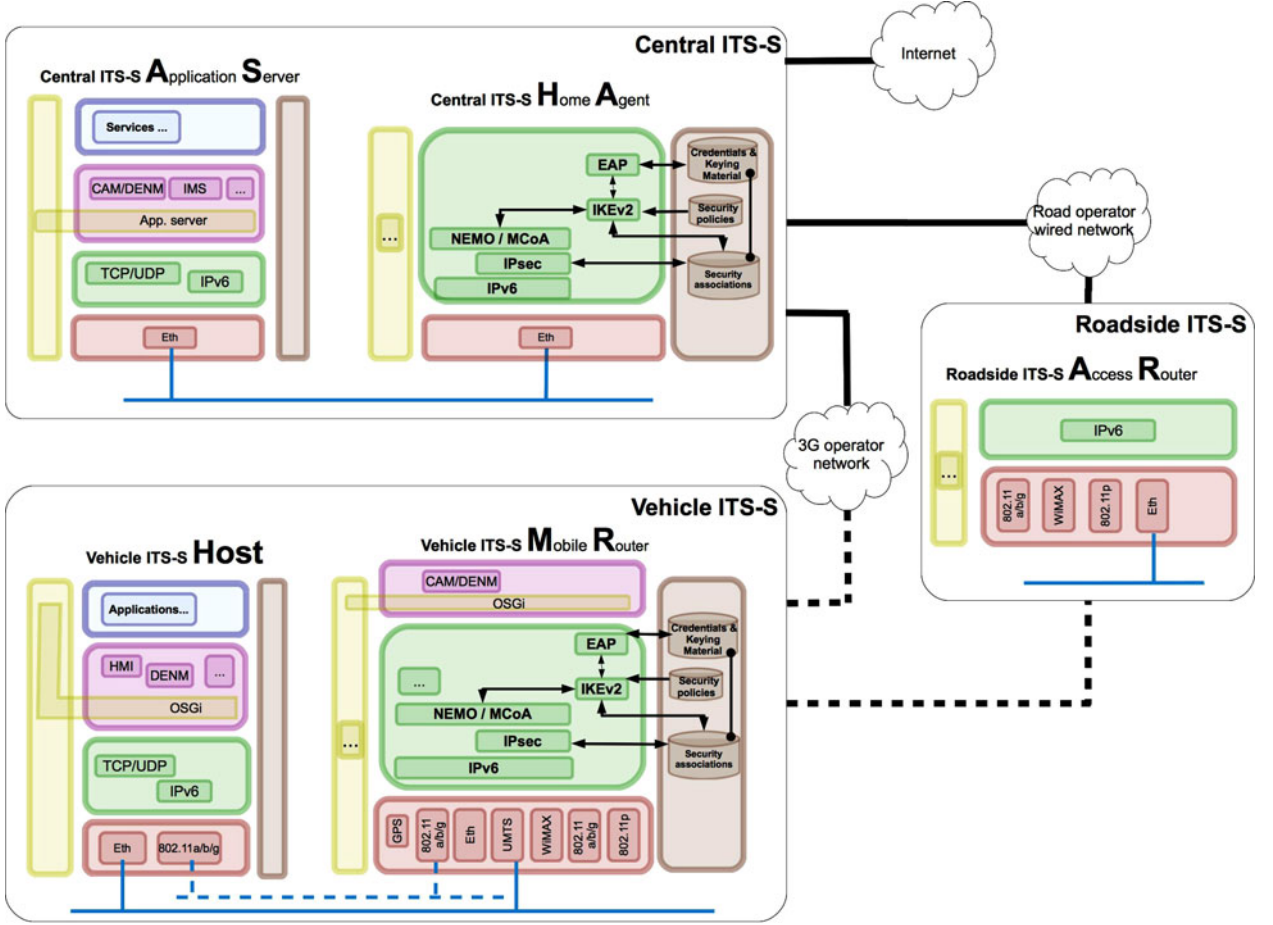 Central ITS-S
Central ITS-S Application Server
Services ...
CAM/DENM
IMS
...
App. server
TCP/UDP
IPv6
Eth
Central ITS-S Home Agent
...
EAP
IKEv2
NEMO / MCoA
IPsec
IPv6
Credentials &
Keying
Material
Security
policies
Security
associations
Eth
Internet
Road operator
wired network
3G operator
network
Roadside ITS-S
Roadside ITS-S Access Router
...
IPv6
802.11
a/b/g
WiMAX
802.11p
Eth
Vehicle ITS-S
Vehicle ITS-S Host
Applications...
HMI
DENM
...
OSGi
TCP/UDP
IPv6
Eth
802.11a/b/g
Vehicle ITS-S Mobile Router
CAM/DENM
OSGi
...
...
EAP
IKEv2
NEMO / MCoA
IPsec
IPv6
Credentials &
Keying
Material
Security
policies
Security
associations
GPS
802.11
a/b/g
Eth
UMTS
WiMAX
802.11
a/b/g
802.11p